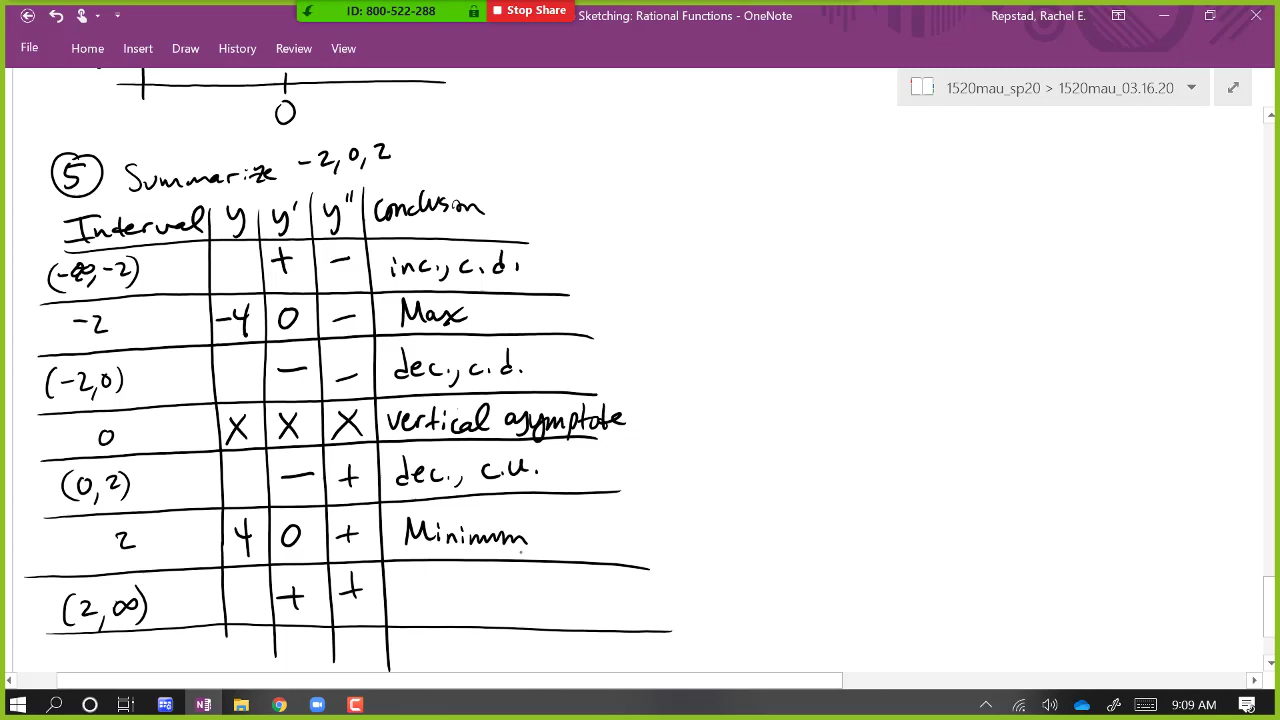 ID: 800-522-288 Stop Share
Sketching: Rational Functions - OneNote
Repstad, Rachel E.
File Home Insert Draw History Review View
1520mau_sp20 > 1520mau_03.16.20
0
5 Summarize -2, 0, 2
Interval y y' y" conclusion
(-∞, -2) + - inc., c.d.
-2 -4 0 - Max
(-2, 0) - - dec., c.d.
0 X X X vertical asymptote
(0, 2) - + dec., c.u.
2 4 0 + Minimum
(2, ∞) + +
9:09 AM